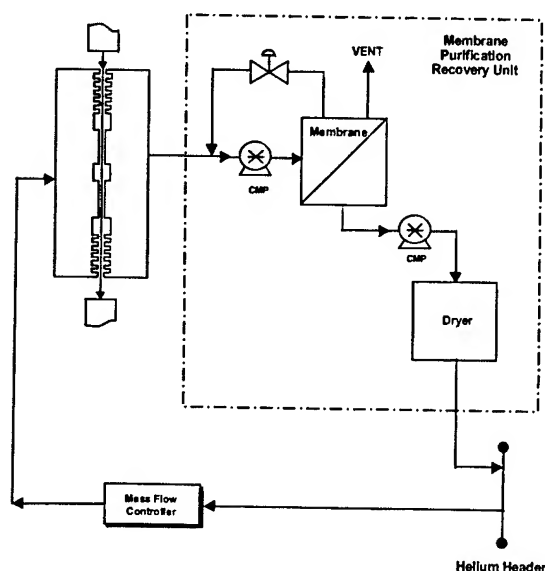 Membrane
Purification
Recovery Unit
VENT
Membrane
CMP
CMP
Dryer
Mass Flow
Controller
Helium Header